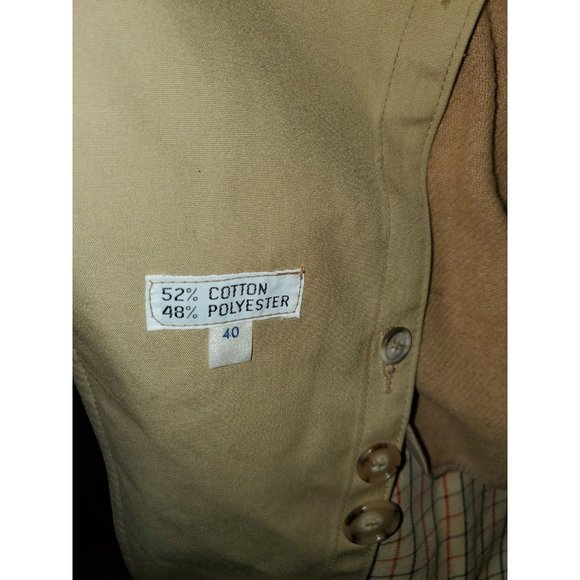 52% COTTON
48% POLYESTER
40